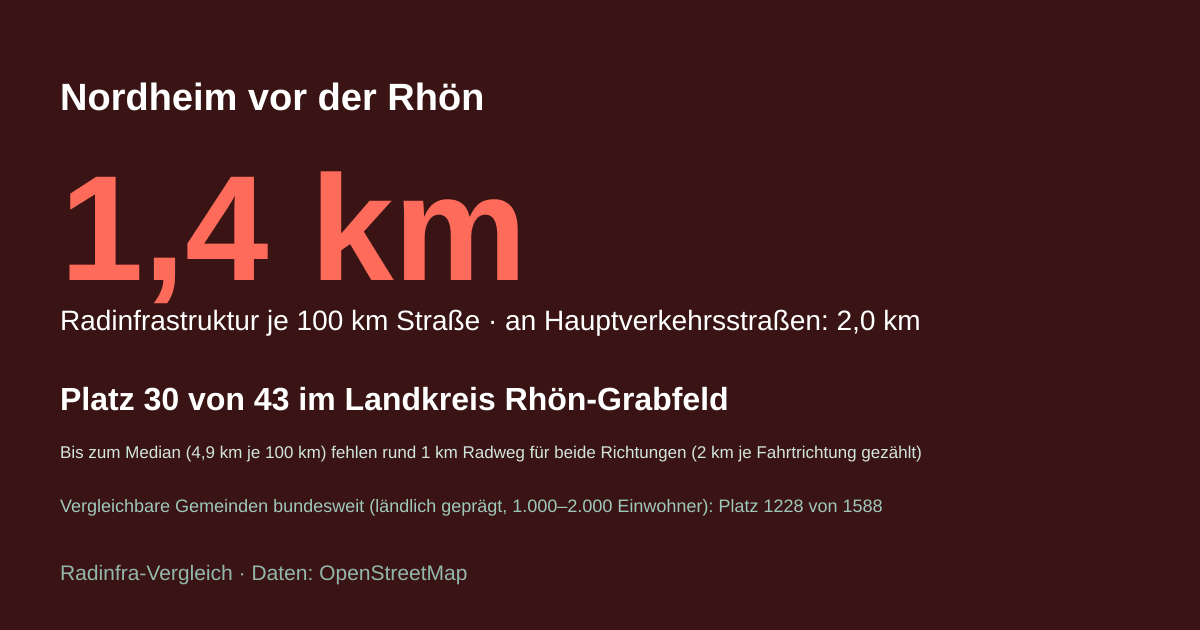 Nordheim vor der Rhön
1,4 km
Radinfrastruktur je 100 km Straße · an Hauptverkehrsstraßen: 2,0 km
Platz 30 von 43 im Landkreis Rhön-Grabfeld
Bis zum Median (4,9 km je 100 km) fehlen rund 1 km Radweg für beide Richtungen (2 km je Fahrtrichtung gezählt)
Vergleichbare Gemeinden bundesweit (ländlich geprägt, 1.000–2.000 Einwohner): Platz 1228 von 1588
Radinfra-Vergleich · Daten: OpenStreetMap